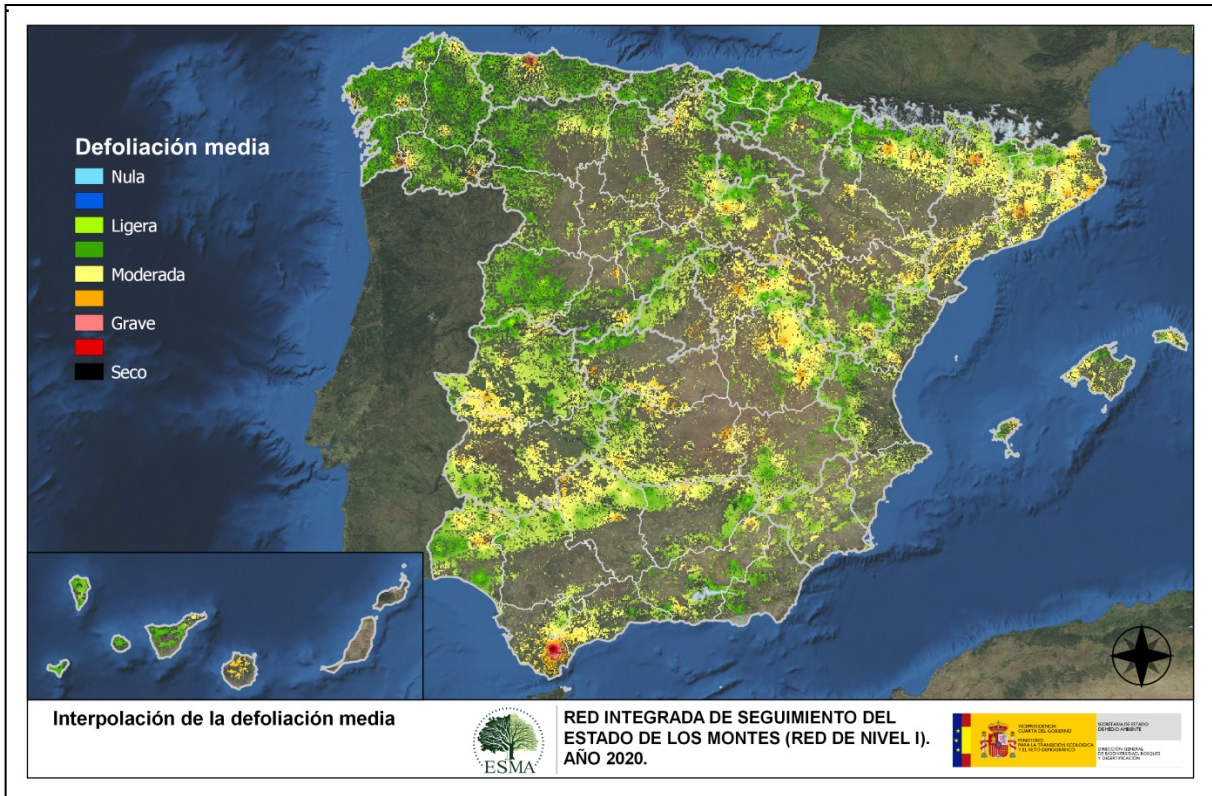 Defoliación media
Nula
Ligera
Moderada
Grave
Seco
Interpolación de la defoliación media
ESMA
RED INTEGRADA DE SEGUIMIENTO DEL
ESTADO DE LOS MONTES (RED DE NIVEL I).
AÑO 2020.
VICEPRESIDENCIA
CUARTA DEL GOBIERNO
MINISTERIO
PARA LA TRANSICIÓN ECOLÓGICA
Y EL RETO DEMOGRÁFICO
SECRETARÍA DE ESTADO
DE MEDIO AMBIENTE
DIRECCIÓN GENERAL
DE BIODIVERSIDAD, BOSQUES
Y DESERTIFICACIÓN